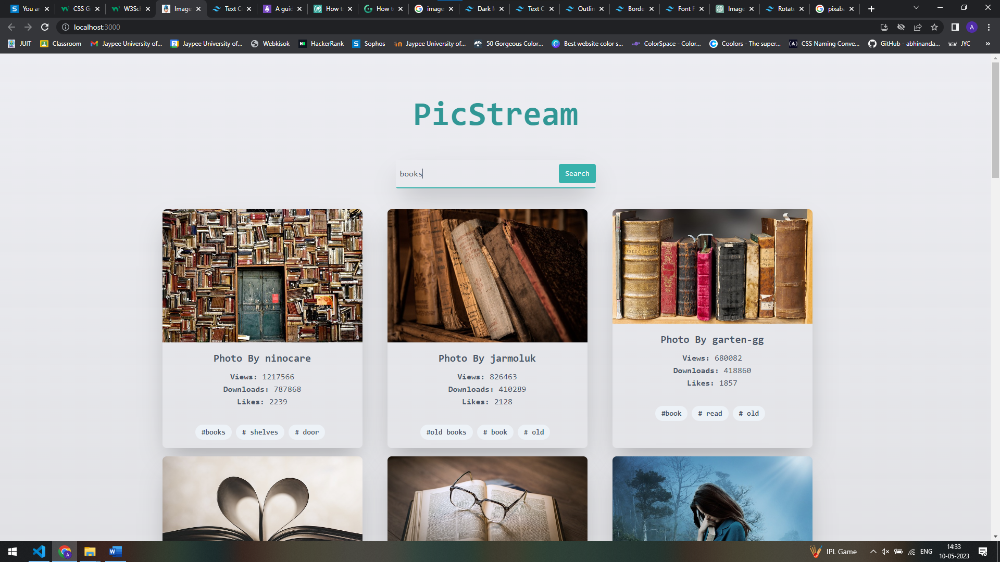 You ar
CSS G
W3Sch
Image
Text C
A guid
How t
How t
image
Dark M
Text C
Outlin
Borde
Font F
Image
Rotate
pixaba
localhost:3000
A
JUIT
Classroom
Jaypee University of...
Jaypee University of...
Webkisok
HackerRank
Sophos
Jaypee University of...
50 Gorgeous Color...
Best website color s...
ColorSpace - Color...
Coolors - The super...
CSS Naming Conve...
GitHub - abhinanda...
JYC
»
PicStream
books
Search
Photo By ninocare
Views: 1217566
Downloads: 787868
Likes: 2239
#books # shelves # door
Photo By jarmoluk
Views: 826463
Downloads: 410289
Likes: 2128
#old books # book # old
Photo By garten-gg
Views: 680082
Downloads: 418860
Likes: 1857
#book # read # old
IPL Game
ENG
14:33
10-05-2023